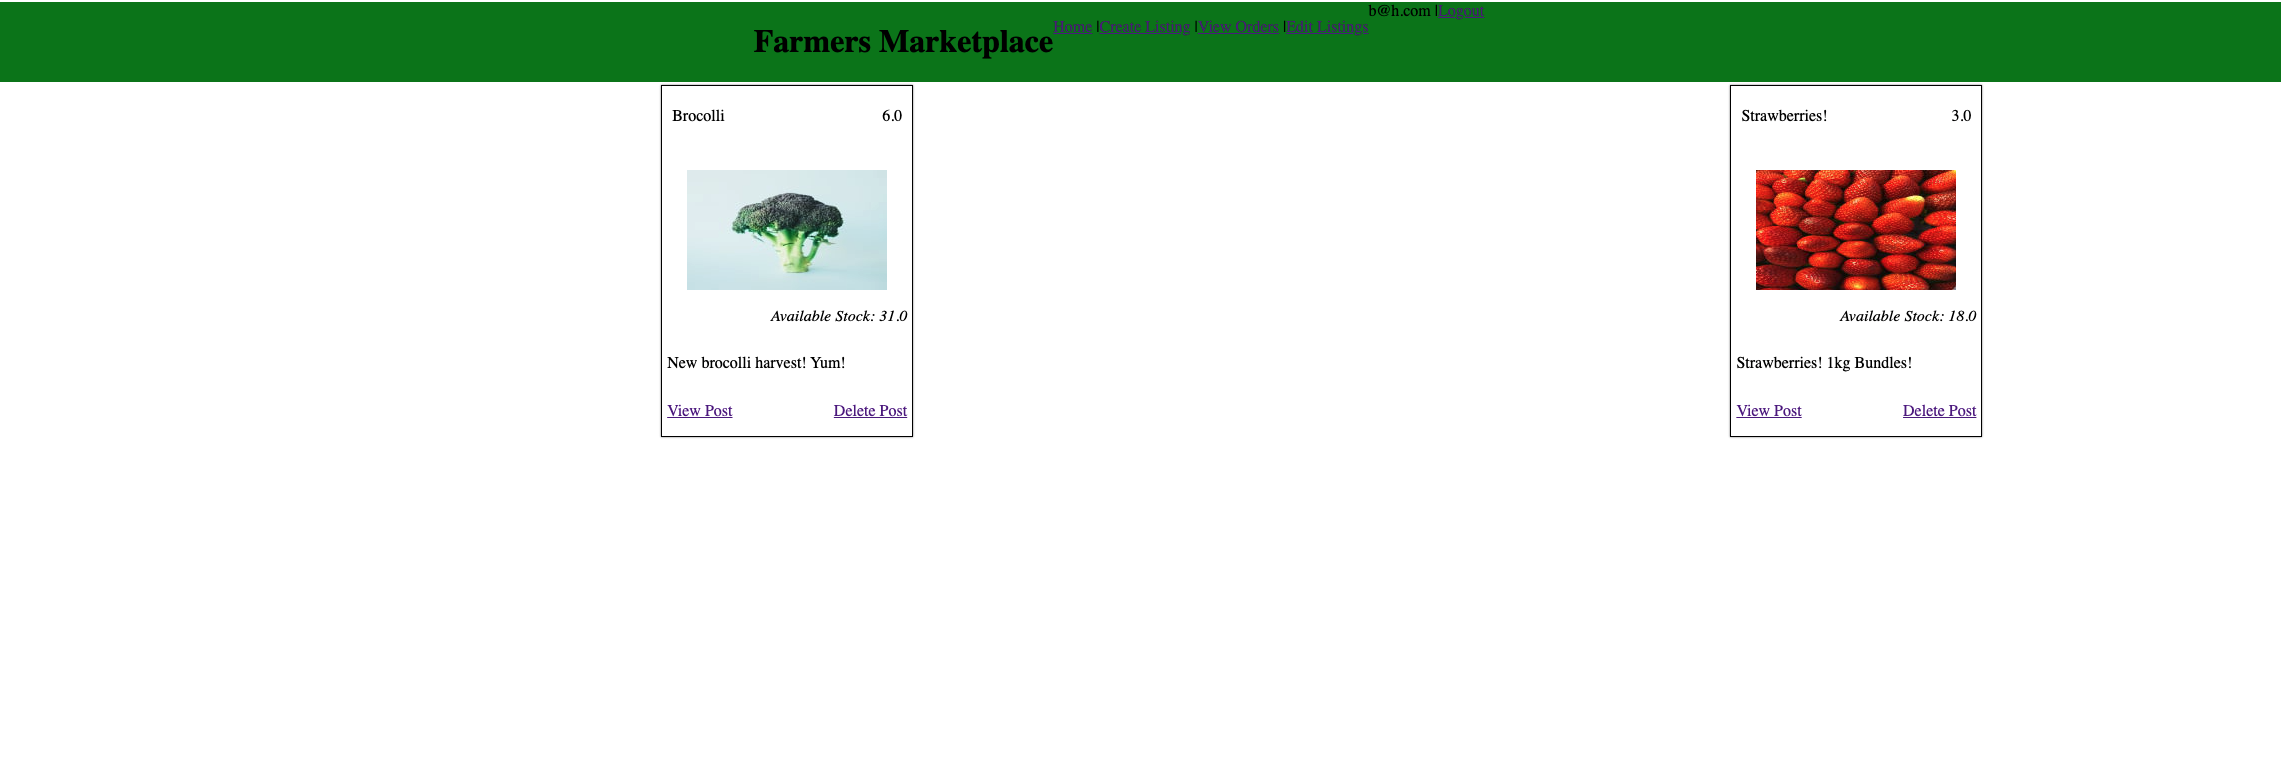 b@h.com |Logout
Farmers Marketplace Home |Create Listing |View Orders |Edit Listings
Brocolli 6.0
Available Stock: 31.0
New brocolli harvest! Yum!
View Post Delete Post
Strawberries! 3.0
Available Stock: 18.0
Strawberries! 1kg Bundles!
View Post Delete Post